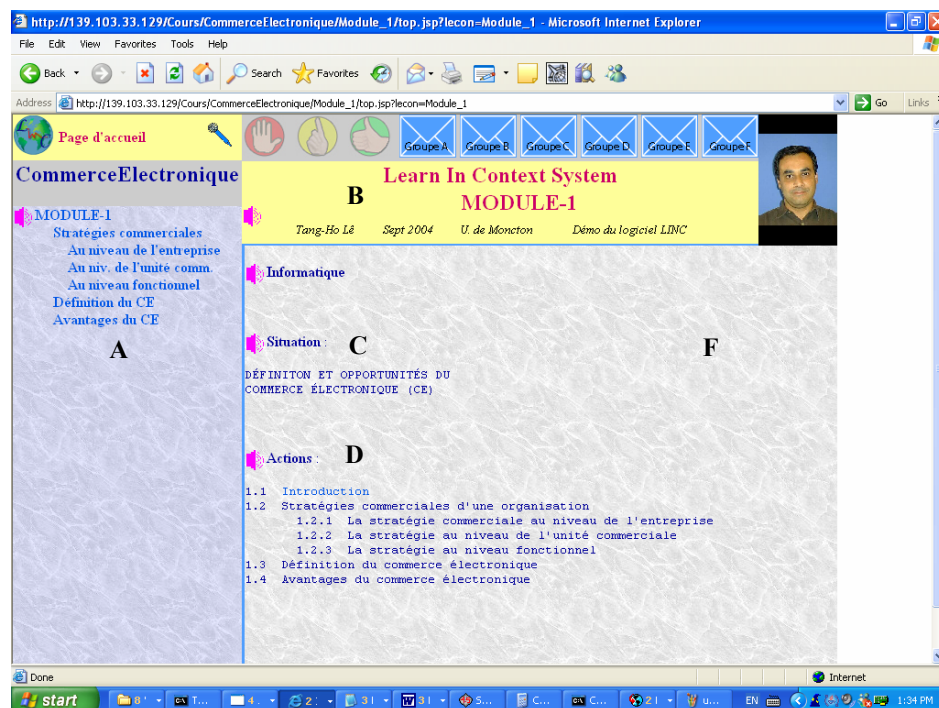 http://139.103.33.129/Cours/CommerceElectronique/Module_1/top.jsp?lecon=Module_1 - Microsoft Internet Explorer
File Edit View Favorites Tools Help
Back Search Favorites
Address http://139.103.33.129/Cours/CommerceElectronique/Module_1/top.jsp?lecon=Module_1 Go Links
Page d'accueil
Groupe A Groupe B Groupe C Groupe D Groupe E Groupe F
CommerceElectronique
MODULE-1
Stratégies commerciales
Au niveau de l'entreprise
Au niv. de l'unité comm.
Au niveau fonctionnel
Définition du CE
Avantages du CE
A
Learn In Context System
B
MODULE-1
Tang-Ho Lê Sept 2004 U. de Moncton Démo du logiciel LINC
Informatique
Situation : C
F
DÉFINITON ET OPPORTUNITÉS DU
COMMERCE ÉLECTRONIQUE (CE)
Actions : D
1.1 Introduction
1.2 Stratégies commerciales d'une organisation
1.2.1 La stratégie commerciale au niveau de l'entreprise
1.2.2 La stratégie au niveau de l'unité commerciale
1.2.3 La stratégie au niveau fonctionnel
1.3 Définition du commerce électronique
1.4 Avantages du commerce électronique
Done Internet
start 8 T... 4 2 3 I 3 I S... C... C... 2 I u... EN 1:34 PM